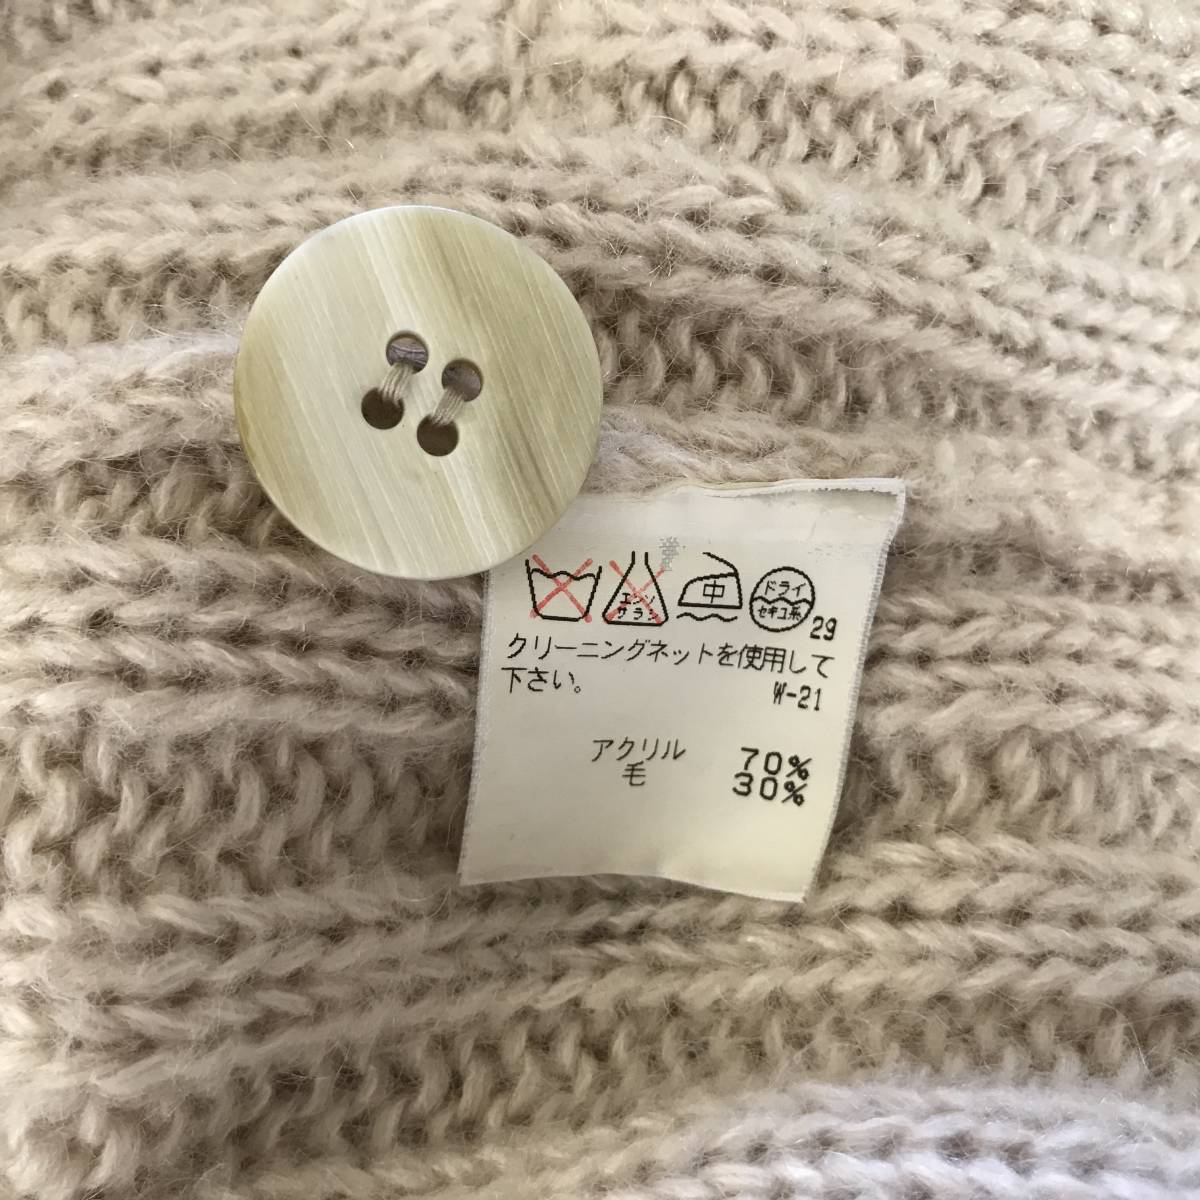 エンソ
サラシ
中
ドライ
セキユ系
29
クリーニングネットを使用して
下さい。
W-21
アクリル 70%
毛 30%